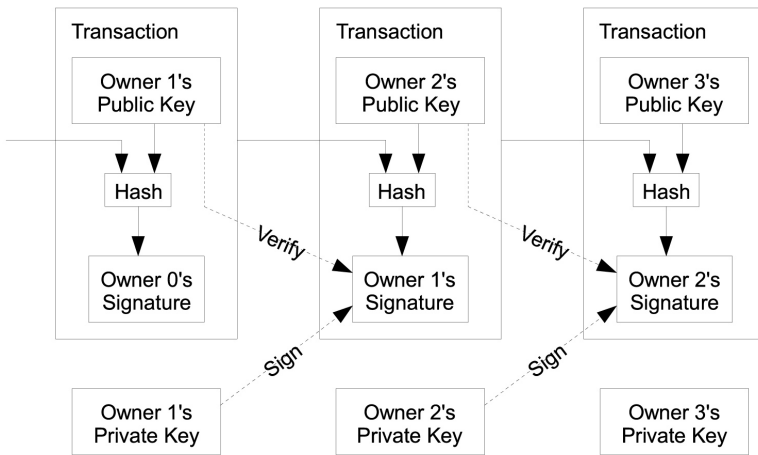 Transaction
Owner 1's
Public Key
Hash
Verify
Owner 0's
Signature
Sign
Owner 1's
Private Key
Transaction
Owner 2's
Public Key
Hash
Verify
Owner 1's
Signature
Sign
Owner 2's
Private Key
Transaction
Owner 3's
Public Key
Hash
Owner 2's
Signature
Owner 3's
Private Key